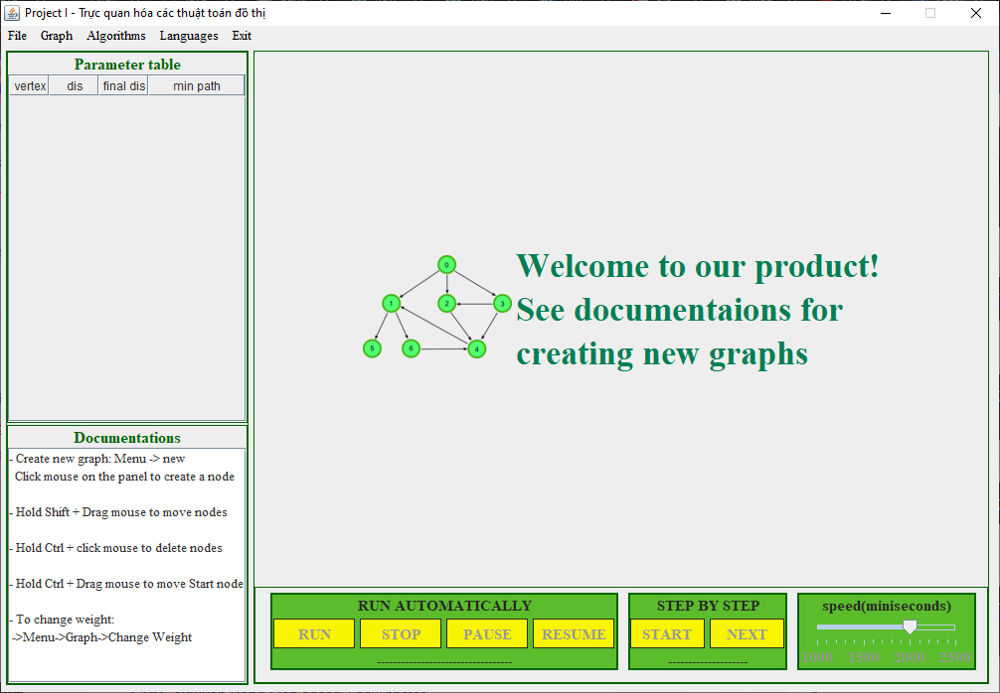 Project I - Trực quan hóa các thuật toán đồ thị
File Graph Algorithms Languages Exit
Parameter table
vertex dis final dis min path
0
1
2
3
5
6
4
Welcome to our product!
See documentaions for
creating new graphs
Documentations
- Create new graph: Menu -> new
Click mouse on the panel to create a node
- Hold Shift + Drag mouse to move nodes
- Hold Ctrl + click mouse to delete nodes
- Hold Ctrl + Drag mouse to move Start node
- To change weight:
->Menu->Graph->Change Weight
RUN AUTOMATICALLY
RUN STOP PAUSE RESUME
----------------------------------
STEP BY STEP
START NEXT
--------------------
speed(miniseconds)
1000 1500 2000 2500